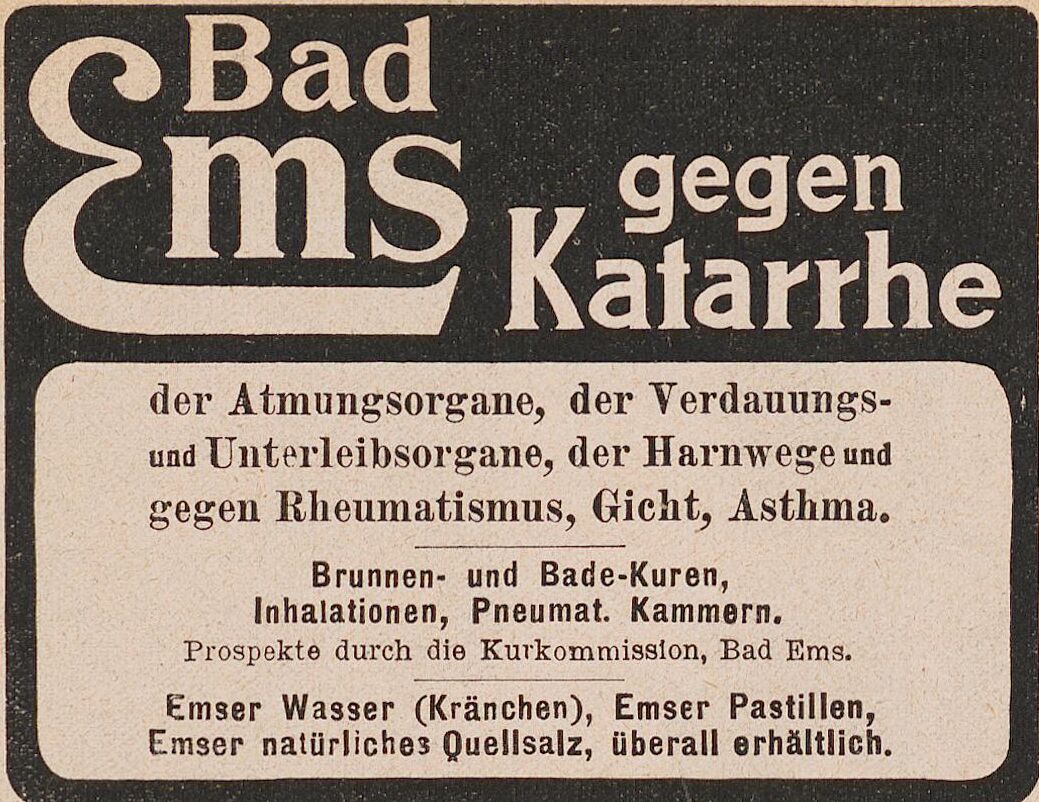 Bad
Ems
gegen
Katarrhe
der Atmungsorgane, der Verdauungs-
und Unterleibsorgane, der Harnwege und
gegen Rheumatismus, Gicht, Asthma.
Brunnen- und Bade-Kuren,
Inhalationen, Pneumat. Kammern.
Prospekte durch die Kurkommission, Bad Ems.
Emser Wasser (Kränchen), Emser Pastillen,
Emser natürliches Quellsalz, überall erhältlich.